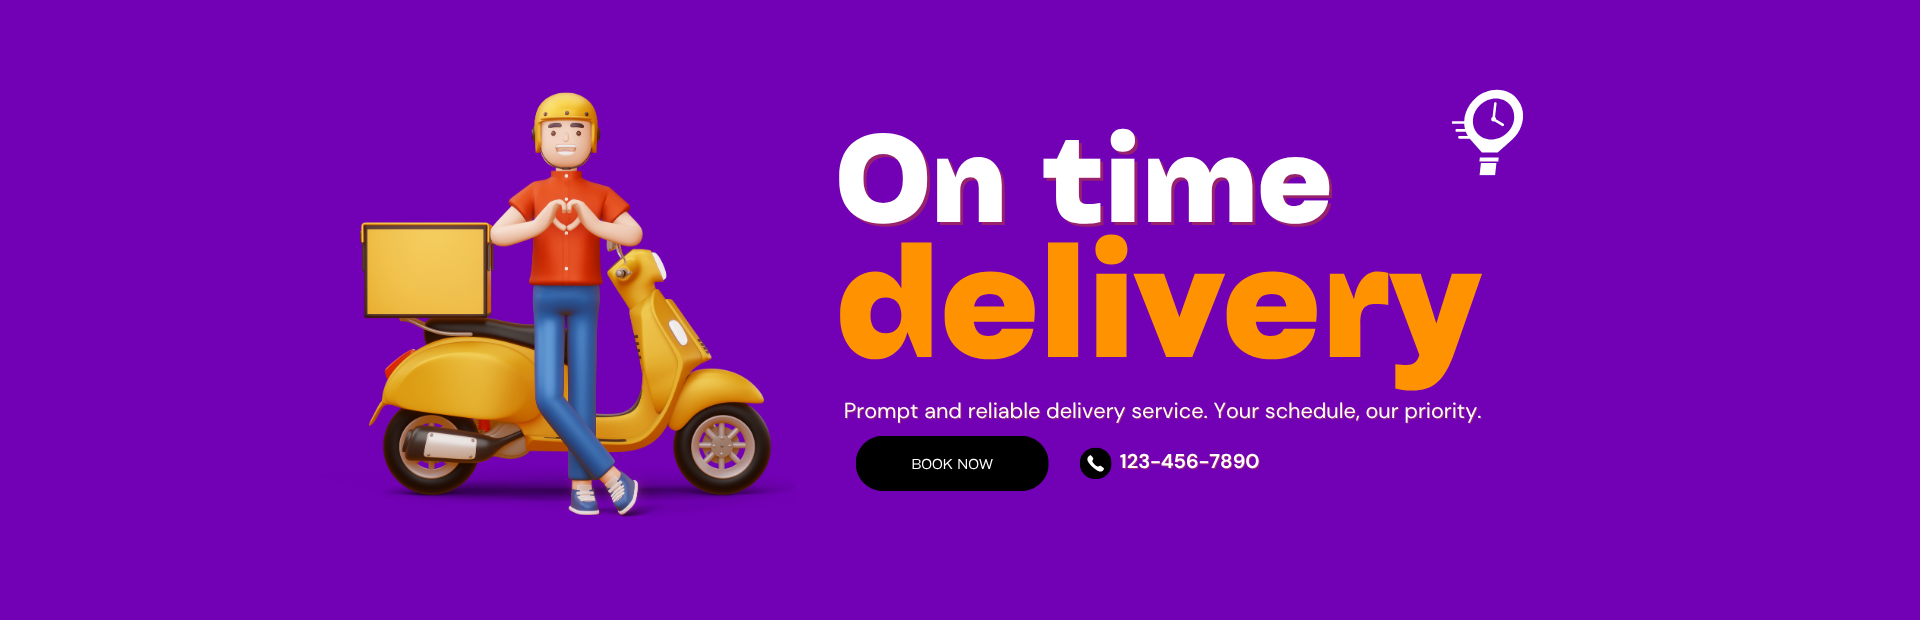 On time
delivery
Prompt and reliable delivery service. Your schedule, our priority.
BOOK NOW
123-456-7890